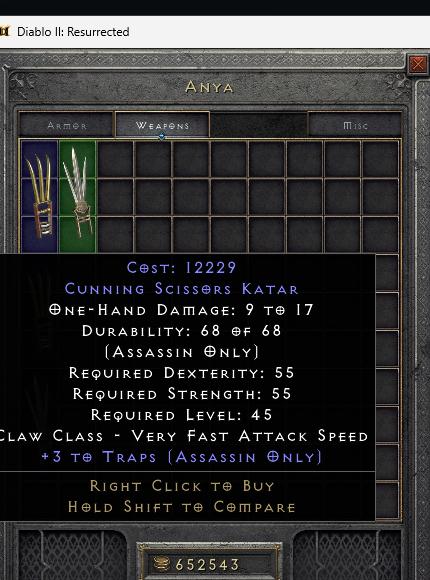 Diablo II: Resurrected
Anya
Armor Weapons Misc
Cost: 12229
Cunning Scissors Katar
One-Hand Damage: 9 to 17
Durability: 68 of 68
(Assassin Only)
Required Dexterity: 55
Required Strength: 55
Required Level: 45
Claw Class - Very Fast Attack Speed
+3 to Traps (Assassin Only)
Right Click to Buy
Hold Shift to Compare
652543